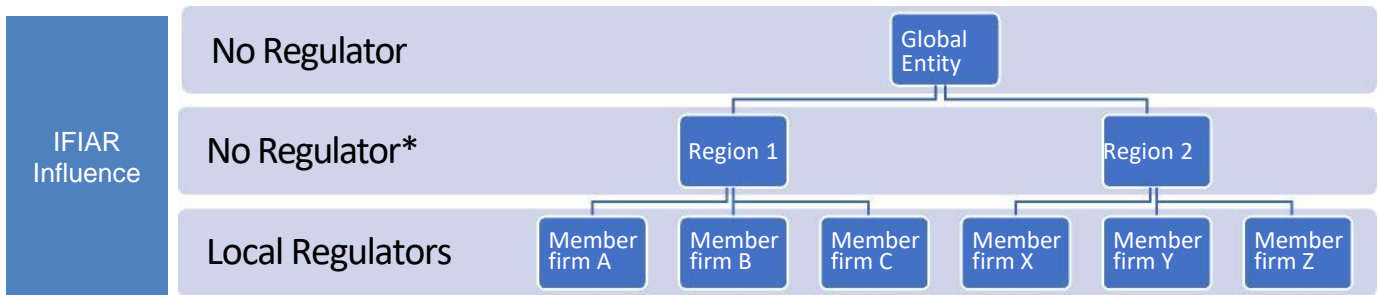 IFIAR
Influence
No Regulator
Global
Entity
No Regulator*
Region 1
Region 2
Local Regulators
Member
firm A
Member
firm B
Member
firm C
Member
firm X
Member
firm Y
Member
firm Z